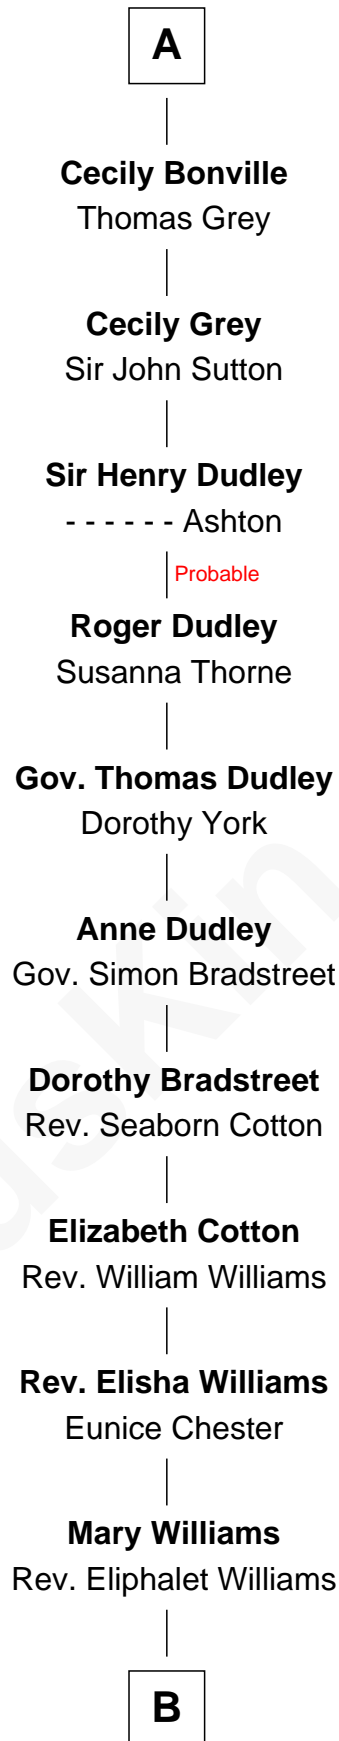 A
Cecily Bonville
Thomas Grey
Cecily Grey
Sir John Sutton
Sir Henry Dudley
- - - - - - Ashton
Probable
Roger Dudley
Susanna Thorne
Gov. Thomas Dudley
Dorothy York
Anne Dudley
Gov. Simon Bradstreet
Dorothy Bradstreet
Rev. Seaborn Cotton
Elizabeth Cotton
Rev. William Williams
Rev. Elisha Williams
Eunice Chester
Mary Williams
Rev. Eliphalet Williams
B